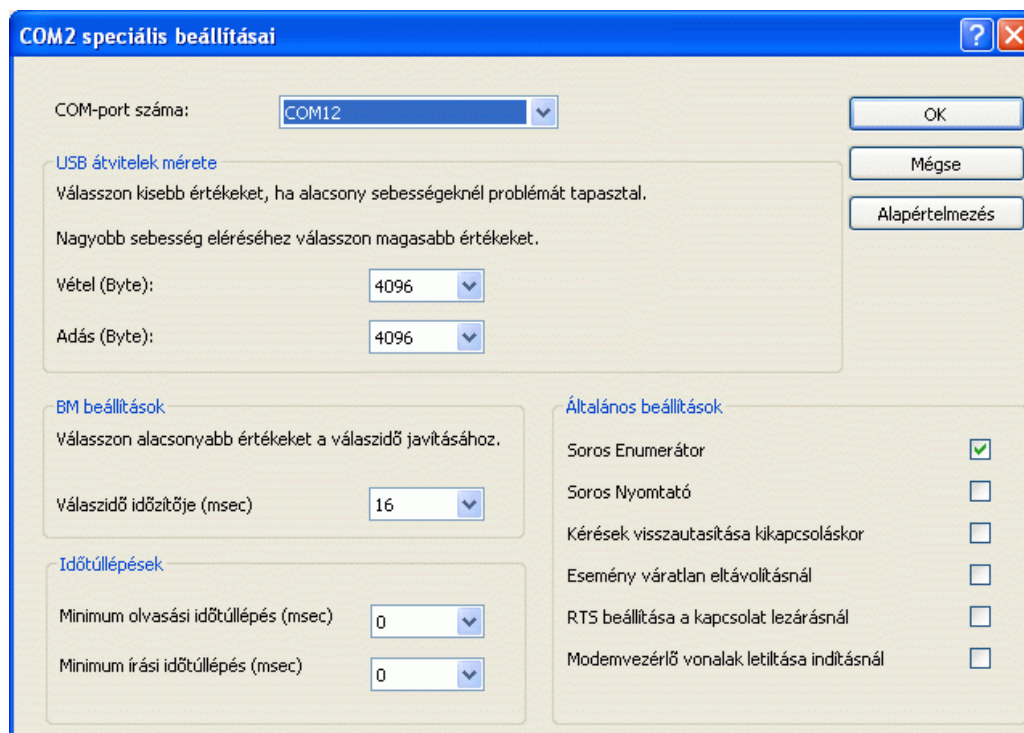 COM2 speciális beállításai
COM-port száma:
COM12
OK
Mégse
Alapértelmezés
USB átvitelek mérete
Válasszon kisebb értékeket, ha alacsony sebességeknél problémát tapasztal.
Nagyobb sebesség eléréséhez válasszon magasabb értékeket.
Vétel (Byte):
4096
Adás (Byte):
4096
BM beállítások
Válasszon alacsonyabb értékeket a válaszidő javításához.
Válaszidő időzítője (msec)
16
Időtúllépések
Minimum olvasási időtúllépés (msec)
0
Minimum írási időtúllépés (msec)
0
Általános beállítások
Soros Enumerátor
Soros Nyomtató
Kérések visszautasítása kikapcsoláskor
Esemény váratlan eltávolításnál
RTS beállítása a kapcsolat lezárásnál
Modemvezérlő vonalak letiltása indításnál